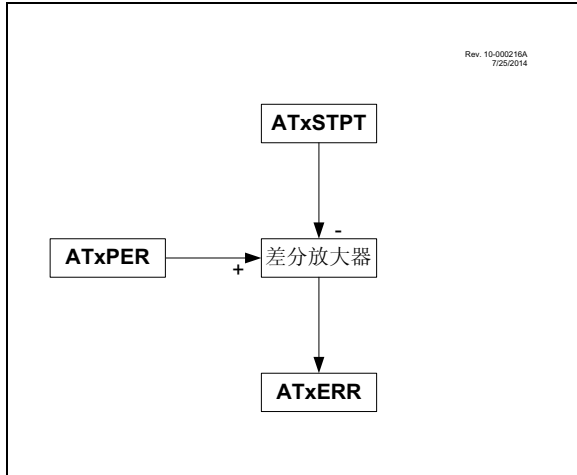 Rev. 10-000216A
7/25/2014
ATxSTPT
-
ATxPER
+
差分放大器
ATxERR